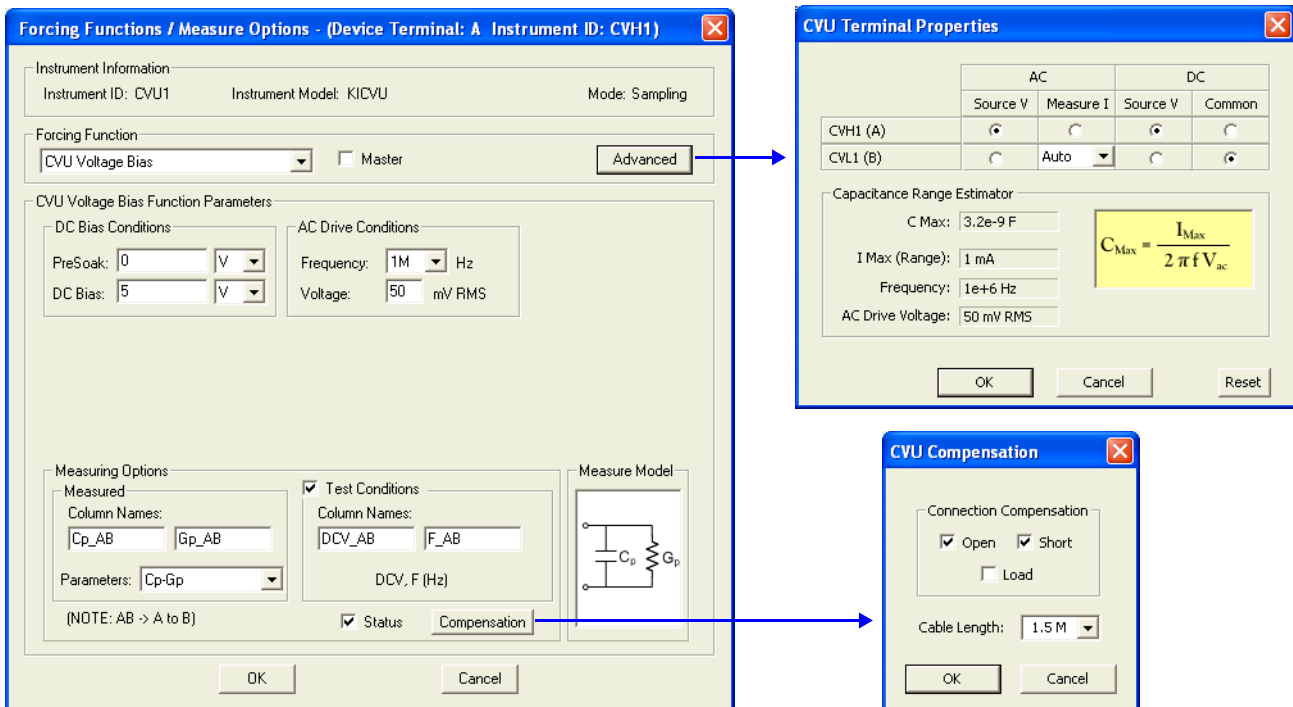 Forcing Functions / Measure Options - (Device Terminal: A Instrument ID: CVH1)
Instrument Information
Instrument ID: CVU1 Instrument Model: KICVU Mode: Sampling
Forcing Function
CVU Voltage Bias Master Advanced
CVU Voltage Bias Function Parameters
DC Bias Conditions
PreSoak: 0 V
DC Bias: 5 V
AC Drive Conditions
Frequency: 1M Hz
Voltage: 50 mV RMS
Measuring Options
Measured
Column Names:
Cp_AB Gp_AB
Parameters: Cp-Gp
(NOTE: AB -> A to B)
Test Conditions
Column Names:
DCV_AB F_AB
DCV, F (Hz)
Status Compensation
Measure Model
Cp Gp
OK Cancel
CVU Terminal Properties
AC DC
Source V Measure I Source V Common
CVH1 (A)
CVL1 (B) Auto
Capacitance Range Estimator
C Max: 3.2e-9 F
I Max (Range): 1 mA
Frequency: 1e+6 Hz
AC Drive Voltage: 50 mV RMS
CMax = IMax / 2 π f Vac
OK Cancel Reset
CVU Compensation
Connection Compensation
Open Short
Load
Cable Length: 1.5 M
OK Cancel